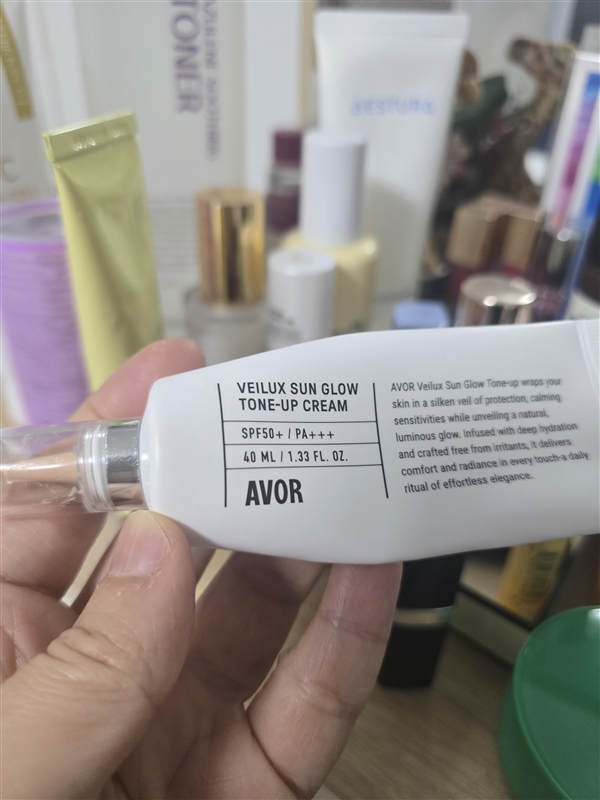 VEILUX SUN GLOW
TONE-UP CREAM
SPF50+ / PA+++
40 ML / 1.33 FL. OZ.
AVOR
AVOR Veilux Sun Glow Tone-up wraps your
skin in a silken veil of protection, calming
sensitivities while unveiling a natural,
luminous glow. Infused with deep hydration
and crafted free from irritants, it delivers
comfort and radiance in every touch-a daily
ritual of effortless elegance.
TONER